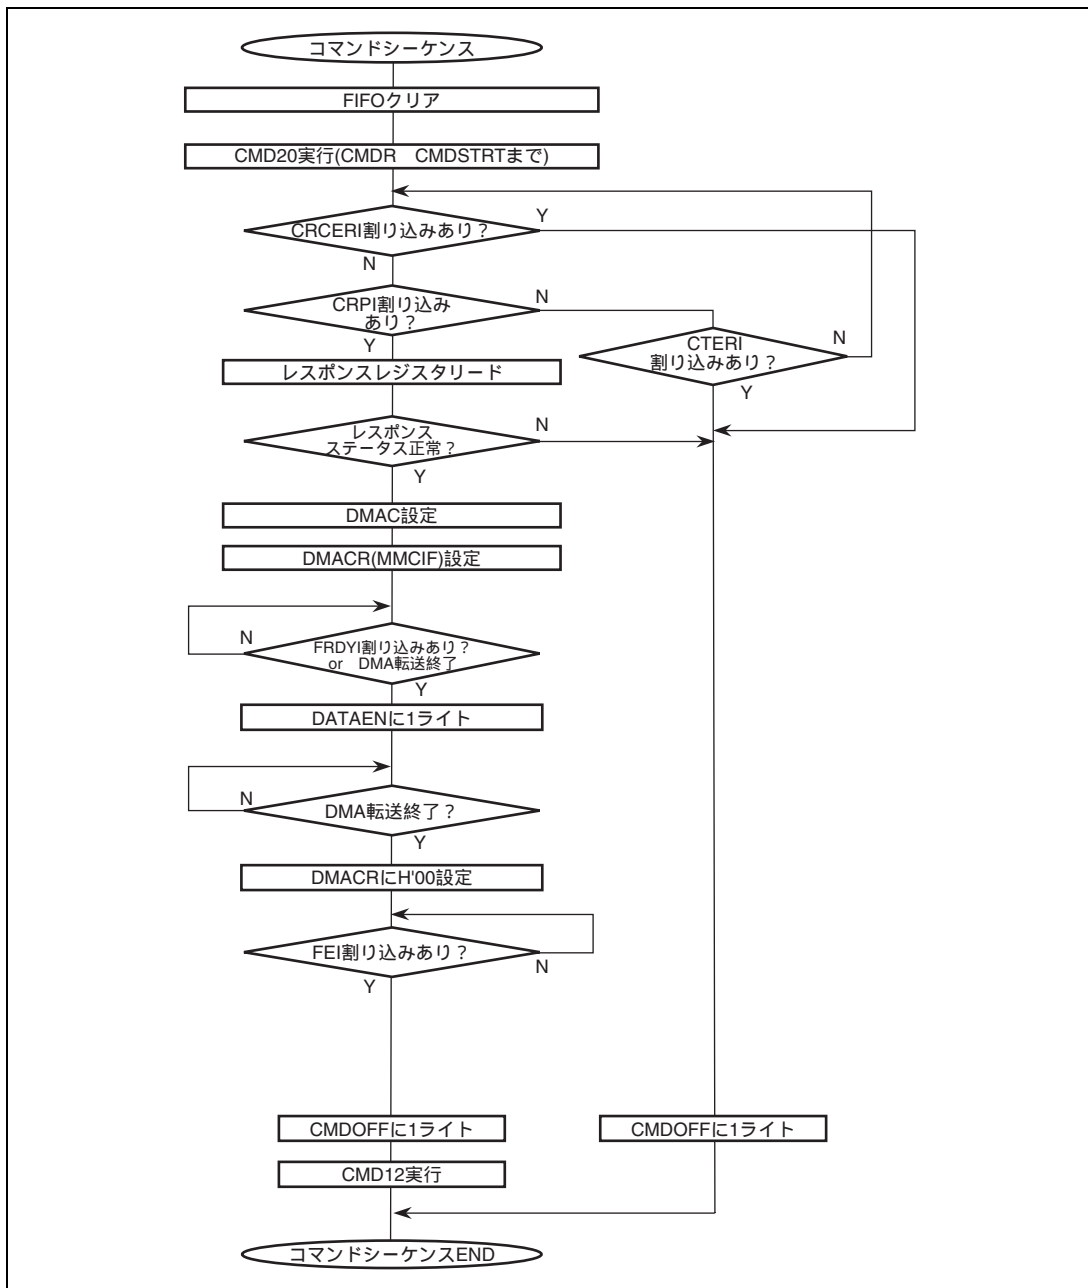 コマンドシーケンス
FIFOクリア
CMD20実行(CMDR　CMDSTRTまで)
CRCERI割り込みあり？
Y
N
CRPI割り込み
あり？
N
Y
CTERI
割り込みあり？
N
Y
レスポンスレジスタリード
レスポンス
ステータス正常？
N
Y
DMAC設定
DMACR(MMCIF)設定
FRDYI割り込みあり？
or　DMA転送終了
N
Y
DATAENに1ライト
DMA転送終了？
N
Y
DMACRにH'00設定
FEI割り込みあり？
N
Y
CMDOFFに1ライト
CMDOFFに1ライト
CMD12実行
コマンドシーケンスEND